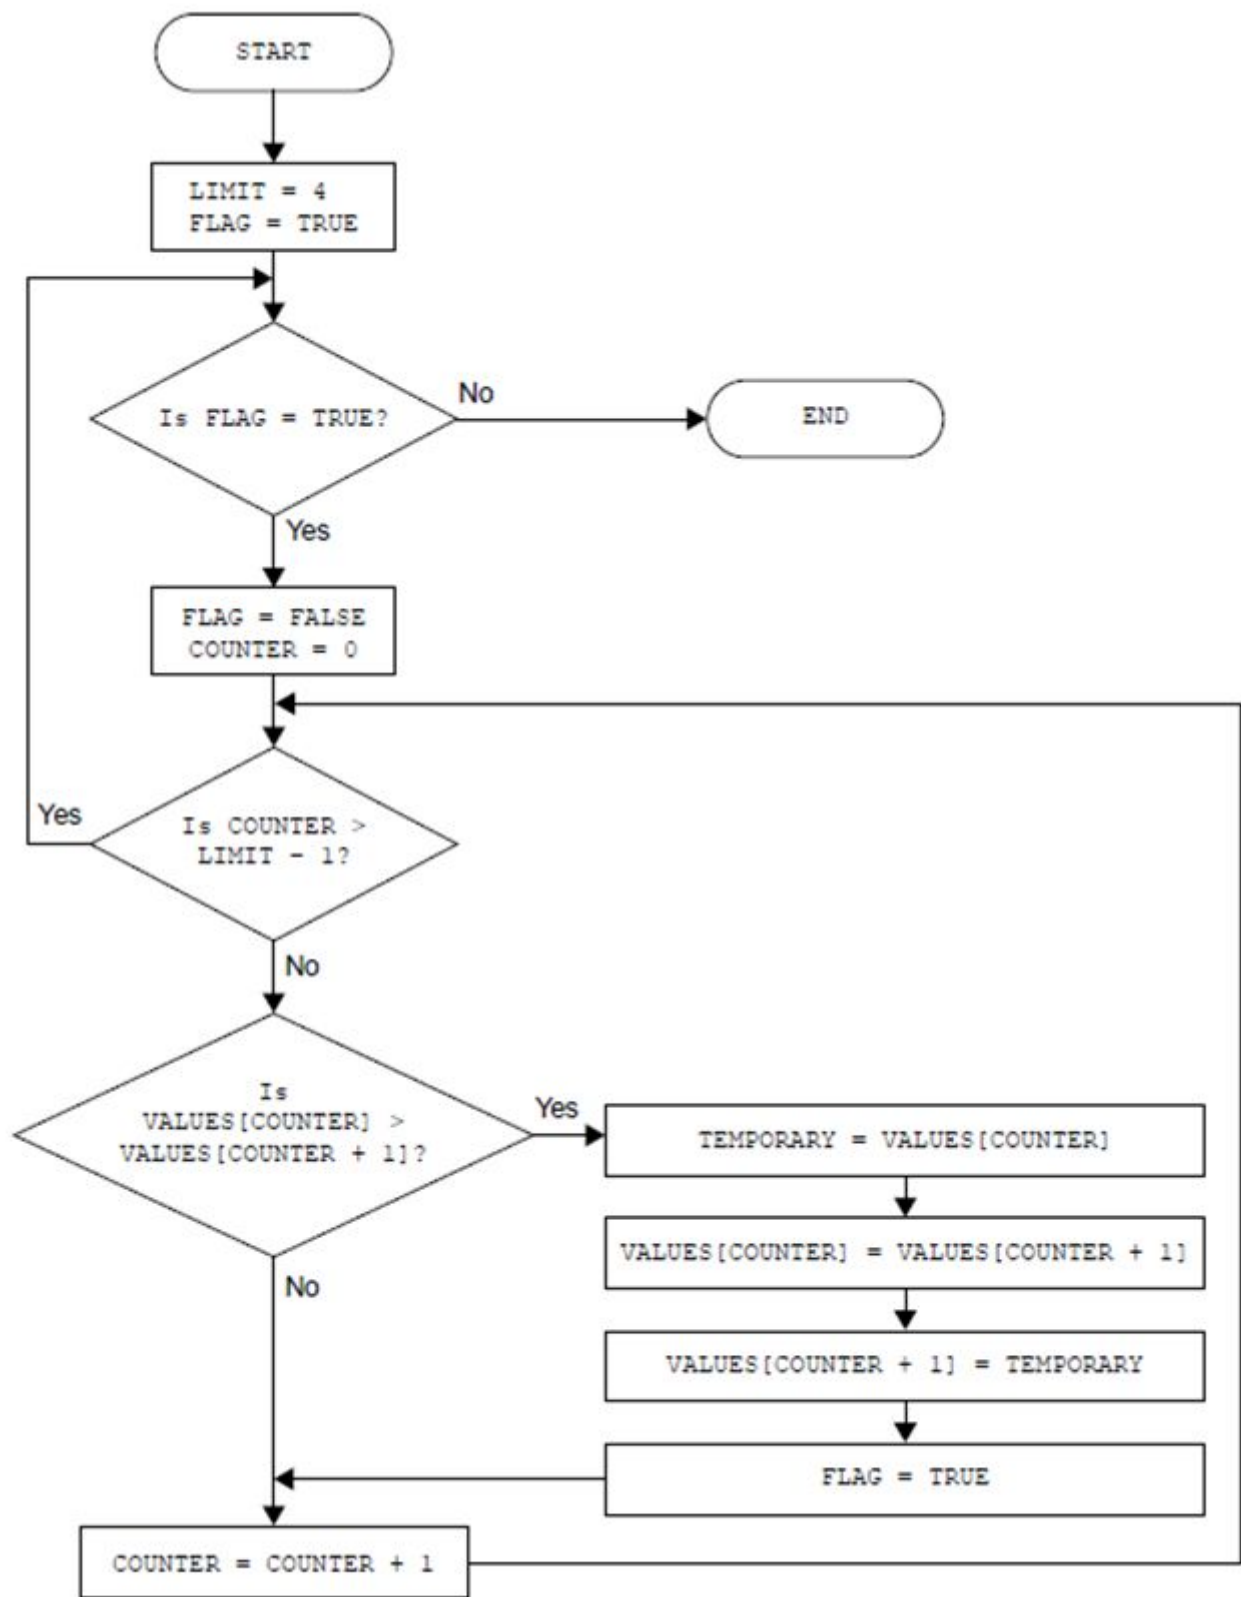 START
LIMIT = 4
FLAG = TRUE
Is FLAG = TRUE?
No
END
Yes
FLAG = FALSE
COUNTER = 0
Yes
Is COUNTER >
LIMIT - 1?
No
Is
VALUES[COUNTER] >
VALUES[COUNTER + 1]?
Yes
TEMPORARY = VALUES[COUNTER]
VALUES[COUNTER] = VALUES[COUNTER + 1]
No
VALUES[COUNTER + 1] = TEMPORARY
FLAG = TRUE
COUNTER = COUNTER + 1